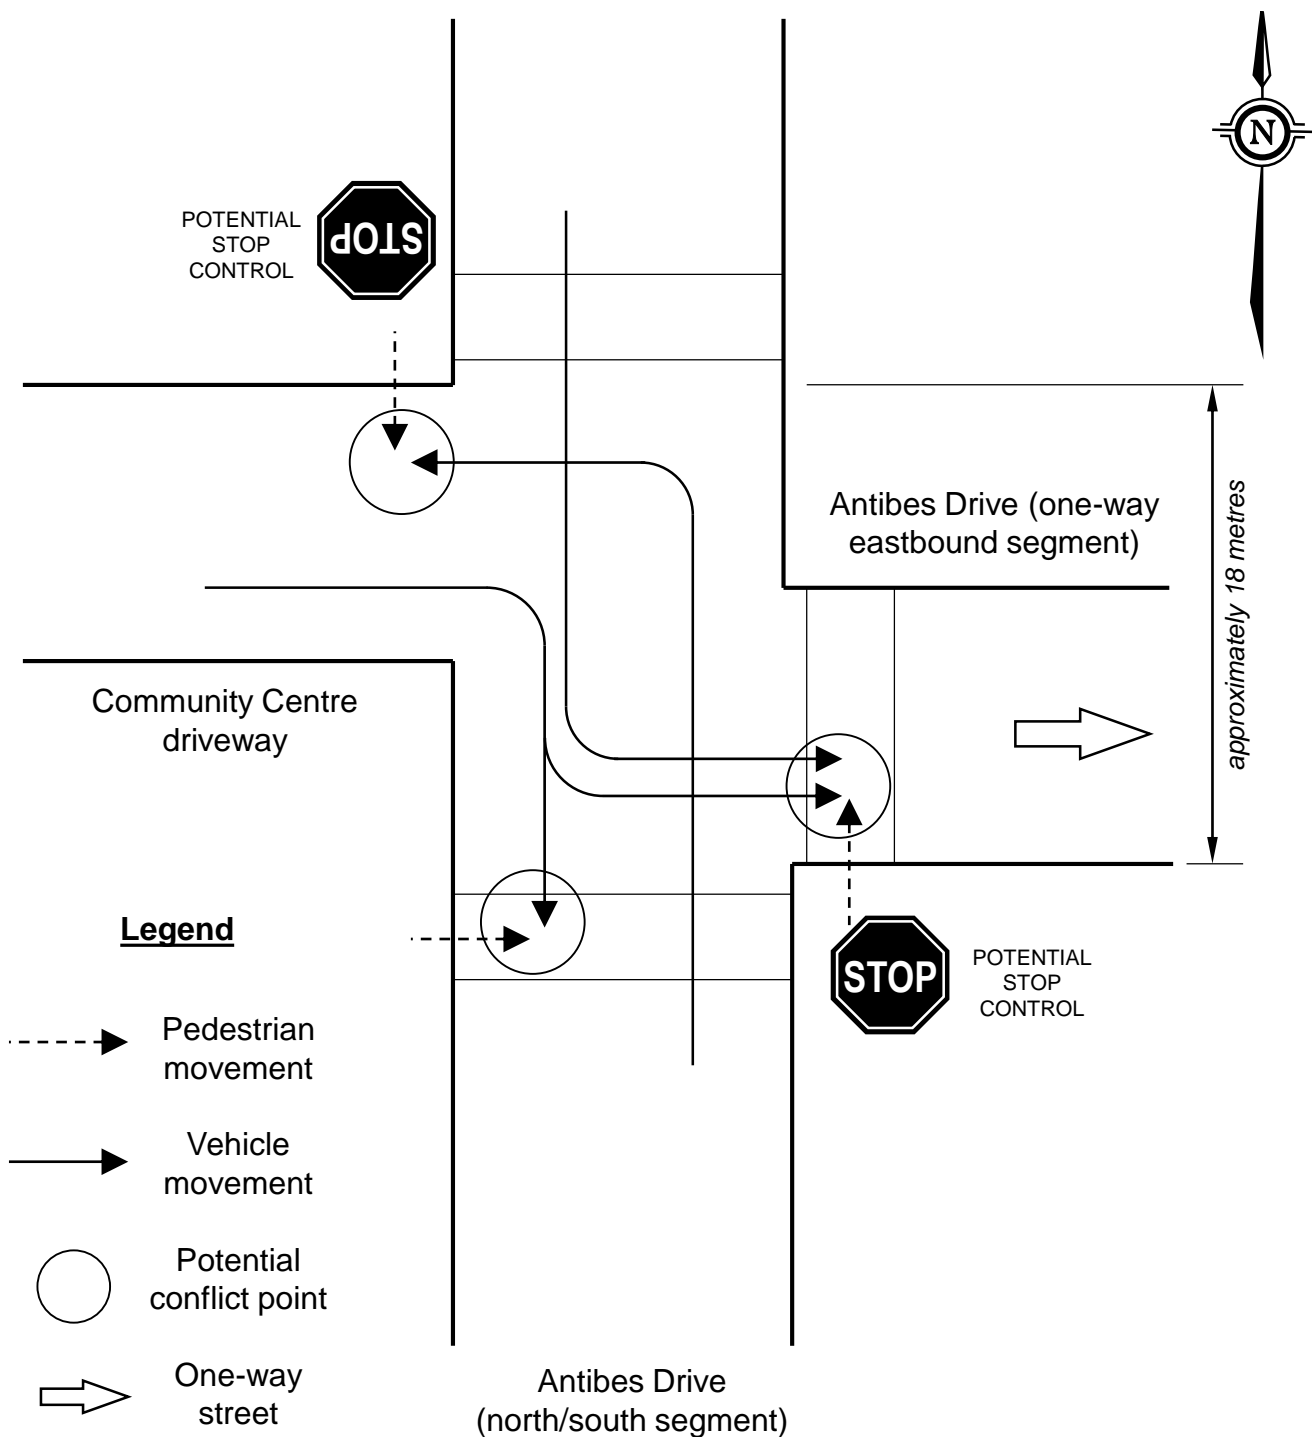 N
POTENTIAL
STOP
CONTROL
STOP
Antibes Drive (one-way
eastbound segment)
approximately 18 metres
Community Centre
driveway
STOP
POTENTIAL
STOP
CONTROL
Legend
Pedestrian
movement
Vehicle
movement
Potential
conflict point
One-way
street
Antibes Drive
(north/south segment)